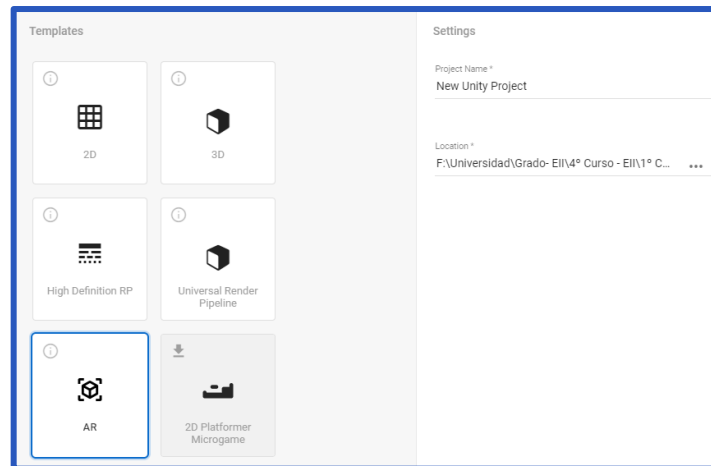 Templates
2D
3D
High Definition RP
Universal Render
Pipeline
AR
2D Platformer
Microgame
Settings
Project Name *
New Unity Project
Location *
F:\Universidad\Grado- EII\4º Curso - EII\1º C...